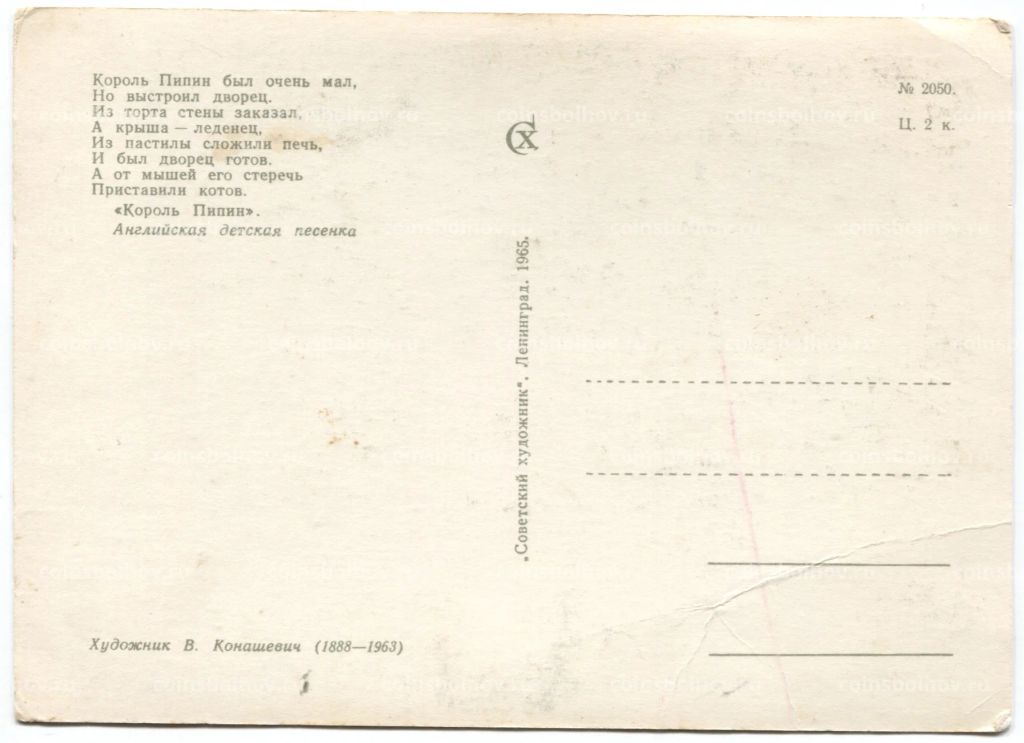 Король Пипин был очень мал,
Но выстроил дворец.
Из торта стены заказал,
А крыша — леденец,
Из пастилы сложили печь,
И был дворец готов.
А от мышей его стеречь
Приставили котов.
«Король Пипин».
Английская детская песенка
Художник В. Конашевич (1888—1963)
СХ
„Советский художник“. Ленинград. 1965.
№ 2050.
Ц. 2 к.
coinsbolhov.ru